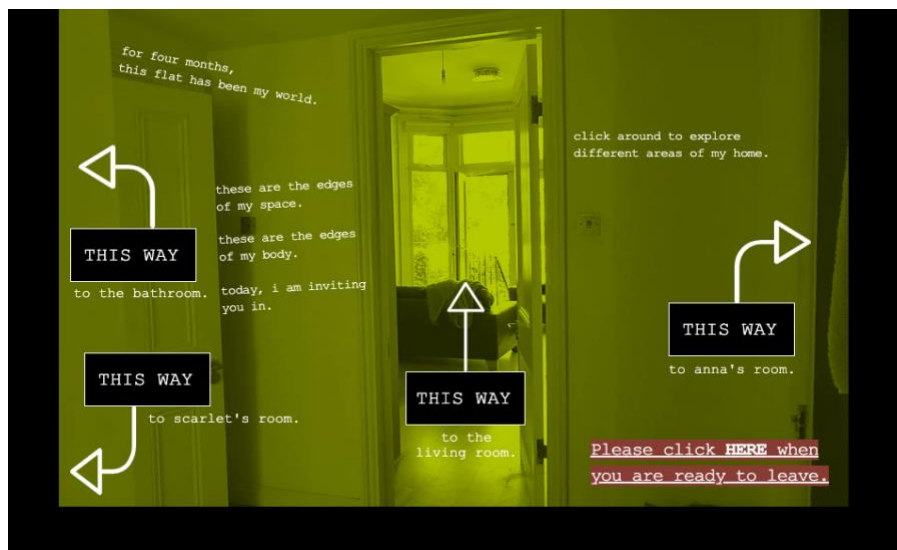 for four months,
this flat has been my world.
click around to explore
different areas of my home.
these are the edges
of my space.
these are the edges
of my body.
today, i am inviting
you in.
THIS WAY
to the bathroom.
THIS WAY
to anna's room.
THIS WAY
to scarlet's room.
THIS WAY
to the
living room.
Please click HERE when
you are ready to leave.